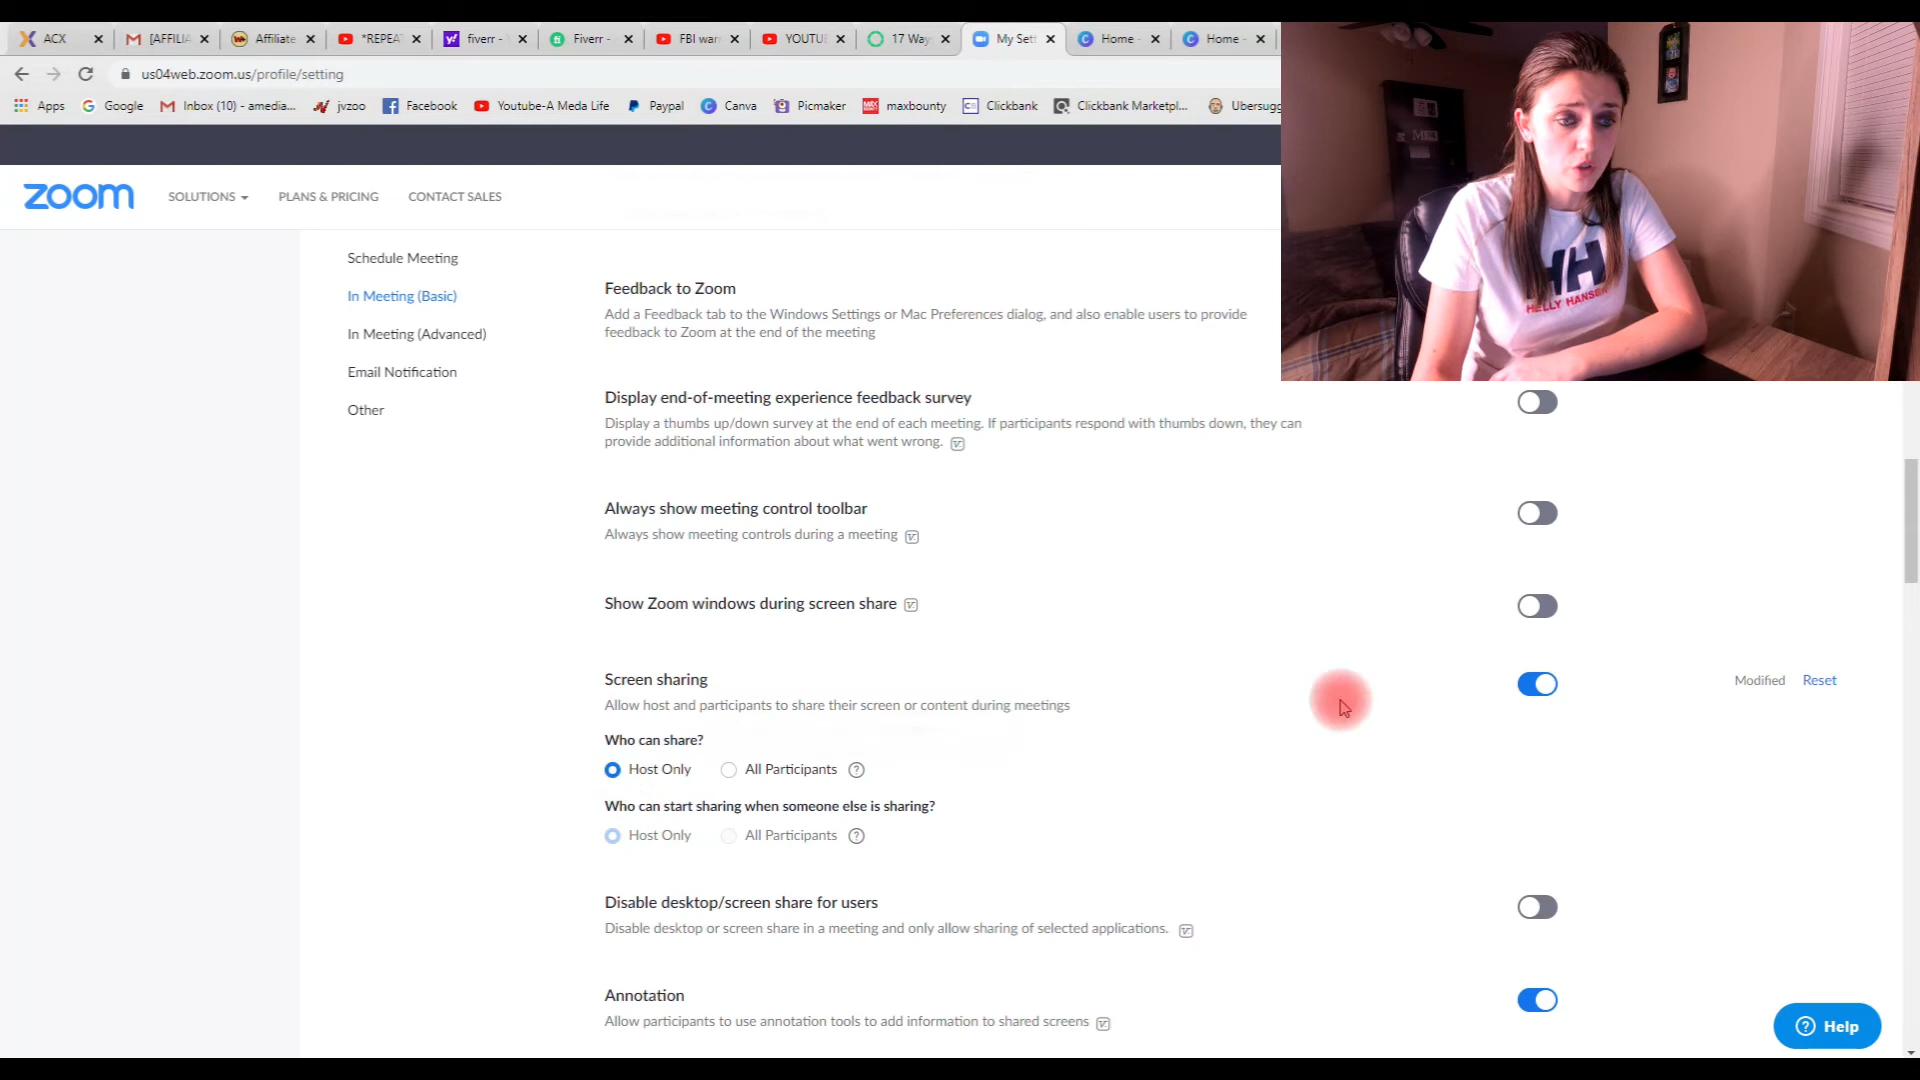 ACX
[AFFILIA
Affiliate
*REPEA
fiverr -
Fiverr -
FBI warr
YOUTU
17 Way
My Sett
Home -
Home -
us04web.zoom.us/profile/setting
Apps
Google
Inbox (10) - amedia...
jvzoo
Facebook
Youtube-A Meda Life
Paypal
Canva
Picmaker
maxbounty
Clickbank
Clickbank Marketpl...
Ubersugg
zoom
SOLUTIONS
PLANS & PRICING
CONTACT SALES
Schedule Meeting
In Meeting (Basic)
In Meeting (Advanced)
Email Notification
Other
Feedback to Zoom
Add a Feedback tab to the Windows Settings or Mac Preferences dialog, and also enable users to provide
feedback to Zoom at the end of the meeting
Display end-of-meeting experience feedback survey
Display a thumbs up/down survey at the end of each meeting. If participants respond with thumbs down, they can
provide additional information about what went wrong.
Always show meeting control toolbar
Always show meeting controls during a meeting
Show Zoom windows during screen share
Screen sharing
Modified Reset
Allow host and participants to share their screen or content during meetings
Who can share?
Host Only All Participants
Who can start sharing when someone else is sharing?
Host Only All Participants
Disable desktop/screen share for users
Disable desktop or screen share in a meeting and only allow sharing of selected applications.
Annotation
Allow participants to use annotation tools to add information to shared screens
Help
HH
HELLY HANSEN